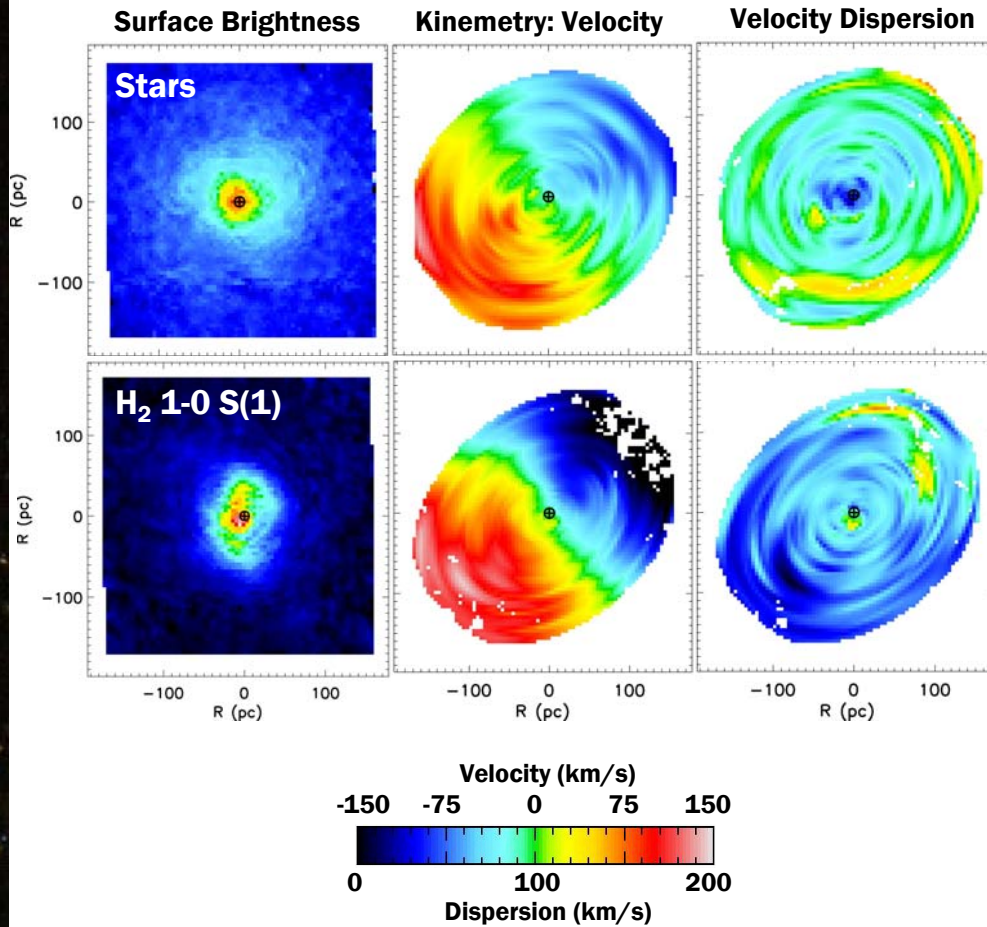 Surface Brightness Kinemetry: Velocity Velocity Dispersion
Stars
100
0
−100
R (pc)
H₂ 1-0 S(1)
100
0
−100
R (pc)
−100 0 100 −100 0 100 −100 0 100
R (pc) R (pc) R (pc)
Velocity (km/s)
-150 -75 0 75 150
0 100 200
Dispersion (km/s)